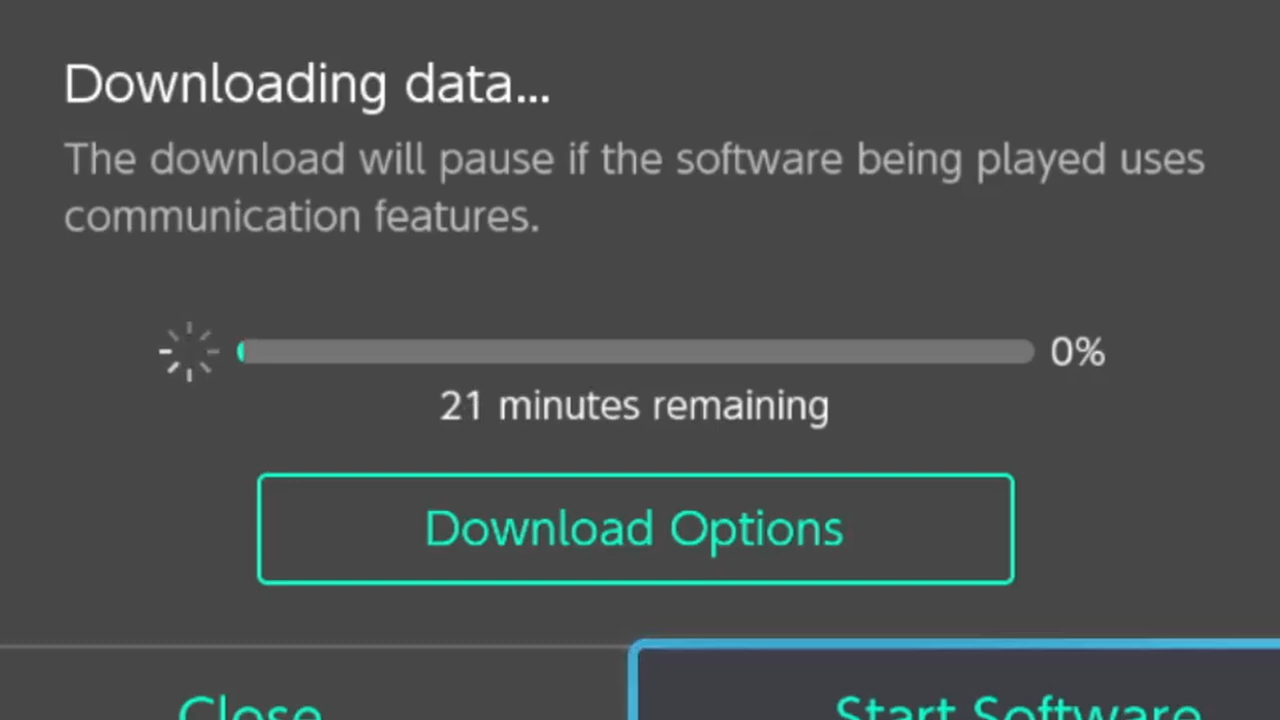 Downloading data...
The download will pause if the software being played uses
communication features.
0%
21 minutes remaining
Download Options
Close
Start Software